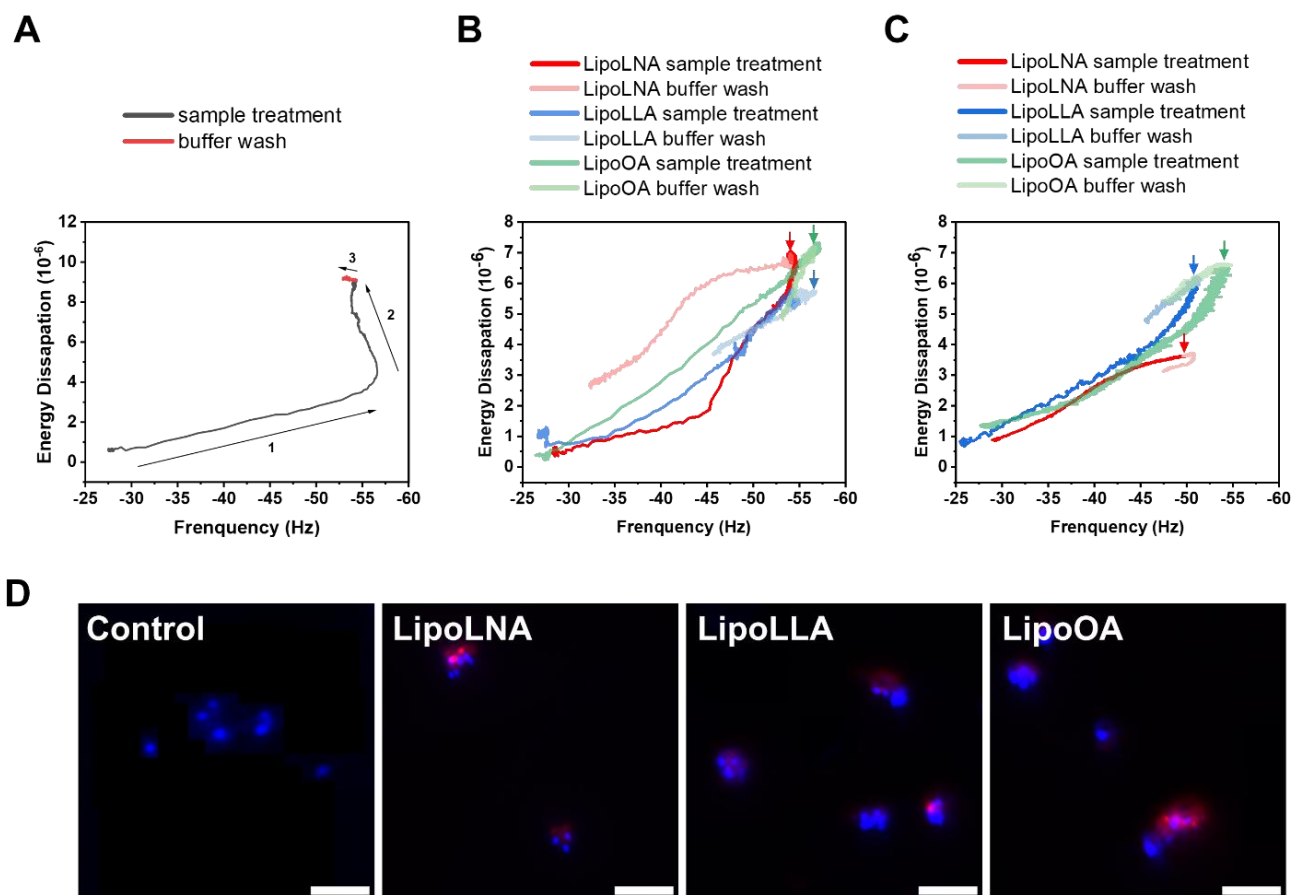 A
B
C
sample treatment
buffer wash
LipoLNA sample treatment
LipoLNA buffer wash
LipoLLA sample treatment
LipoLLA buffer wash
LipoOA sample treatment
LipoOA buffer wash
LipoLNA sample treatment
LipoLNA buffer wash
LipoLLA sample treatment
LipoLLA buffer wash
LipoOA sample treatment
LipoOA buffer wash
Energy Dissapation (10⁻⁶)
12
10
8
6
4
2
0
1
2
3
-25 -30 -35 -40 -45 -50 -55 -60
Frenquency (Hz)
Energy Dissapation (10⁻⁶)
8
7
6
5
4
3
2
1
0
-25 -30 -35 -40 -45 -50 -55 -60
Frenquency (Hz)
Energy Dissapation (10⁻⁶)
8
7
6
5
4
3
2
1
0
-25 -30 -35 -40 -45 -50 -55 -60
Frenquency (Hz)
D
Control
LipoLNA
LipoLLA
LipoOA